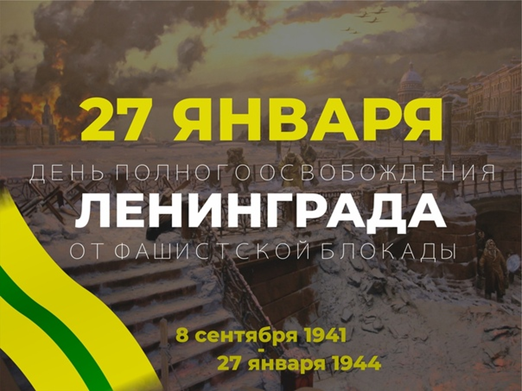 27 ЯНВАРЯ
ДЕНЬ ПОЛНОГО ОСВОБОЖДЕНИЯ
ЛЕНИНГРАДА
ОТ ФАШИСТСКОЙ БЛОКАДЫ
8 сентября 1941
-
27 января 1944